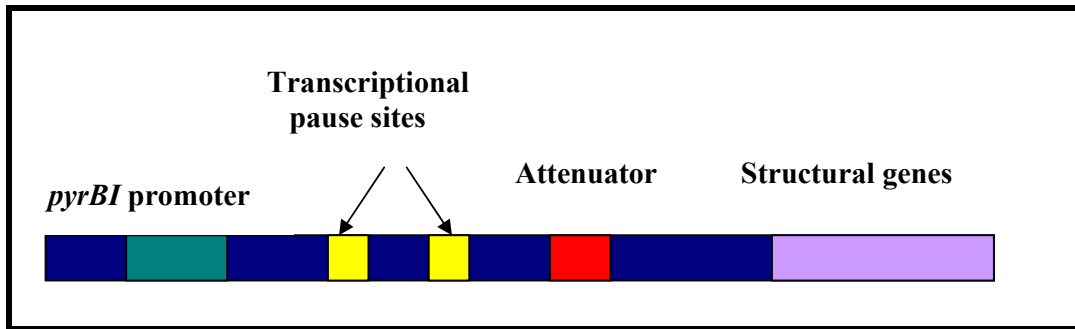 Transcriptional
pause sites
Attenuator
Structural genes
pyrBI promoter